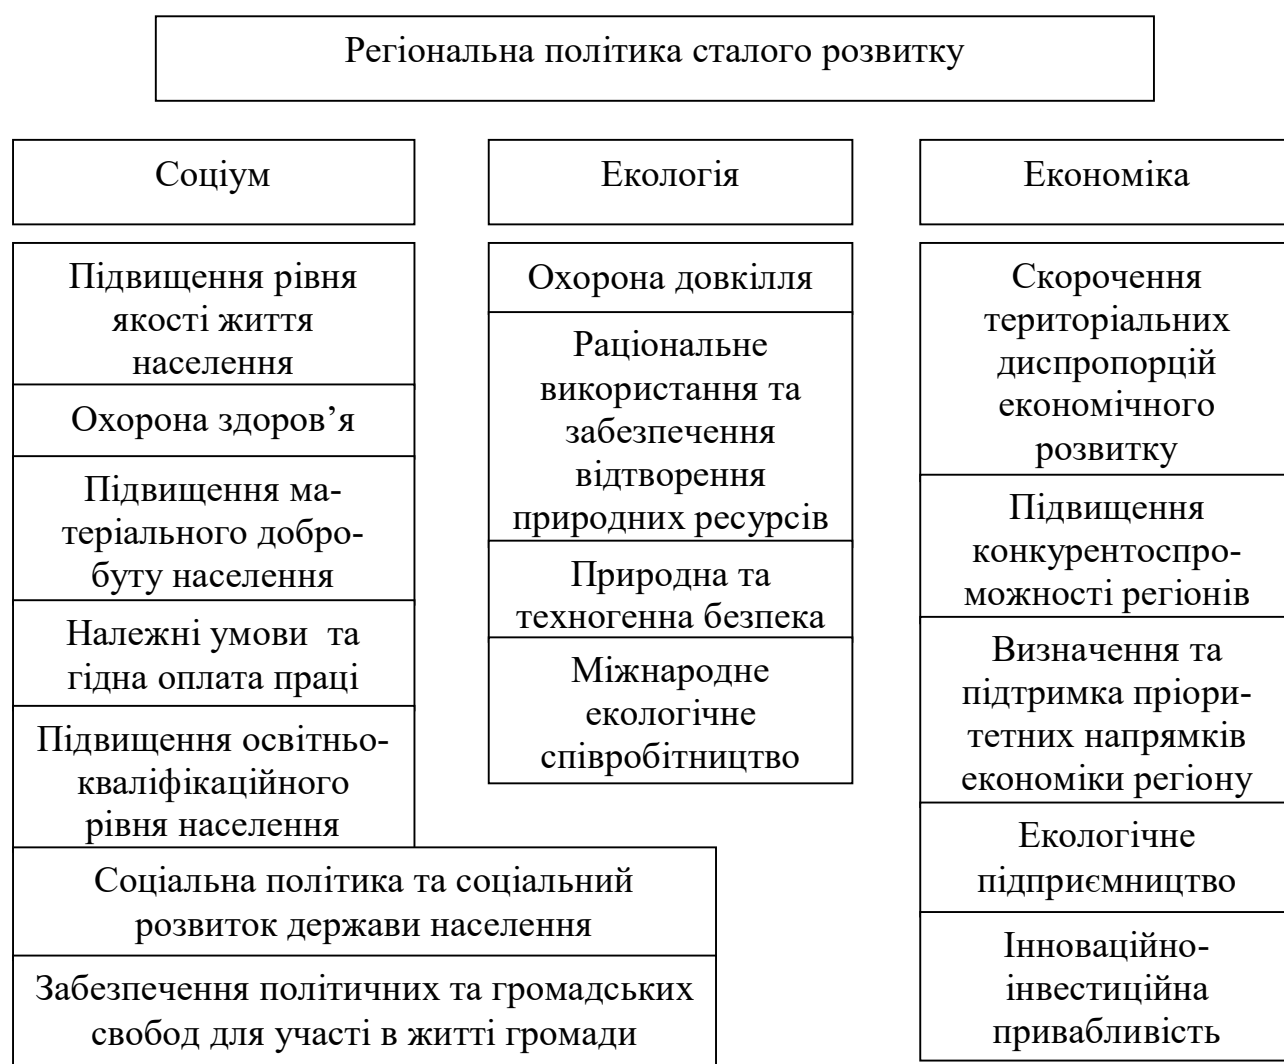 Регіональна політика сталого розвитку
Соціум
Підвищення рівня
якості життя
населення
Охорона здоров’я
Підвищення ма-
теріального добро-
буту населення
Належні умови та
гідна оплата праці
Підвищення освітньо-
кваліфікаційного
рівня населення
Соціальна політика та соціальний
розвиток держави населення
Забезпечення політичних та громадських
свобод для участі в житті громади
Екологія
Охорона довкілля
Раціональне
використання та
забезпечення
відтворення
природних ресурсів
Природна та
техногенна безпека
Міжнародне
екологічне
співробітництво
Економіка
Скорочення
територіальних
диспропорцій
економічного
розвитку
Підвищення
конкурентоспро-
можності регіонів
Визначення та
підтримка пріори-
тетних напрямків
економіки регіону
Екологічне
підприємництво
Інноваційно-
інвестиційна
привабливість